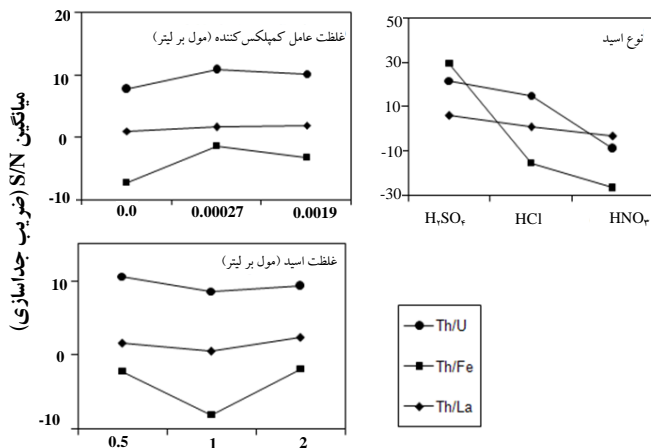 میانگین S/N (ضریب جداسازی)
غلظت عامل کمپلکس‌کننده (مول بر لیتر)
20
10
0
-10
0.0 0.00027 0.0019
نوع اسید
50
30
10
-10
-30
H₂SO₄ HCl HNO₃
غلظت اسید (مول بر لیتر)
10
0
-10
0.5 1 2
Th/U
Th/Fe
Th/La